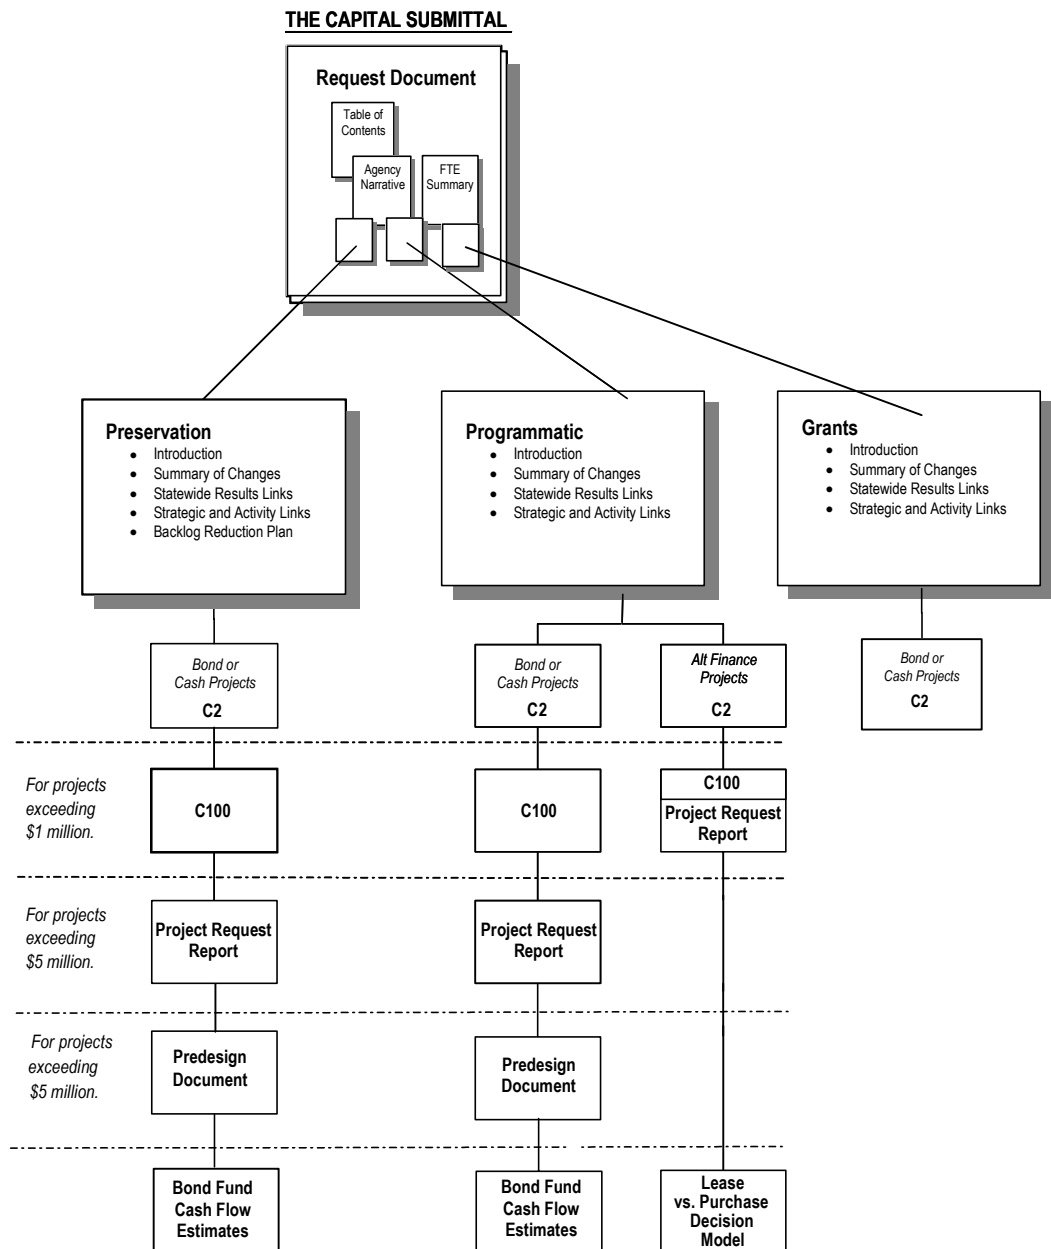 THE CAPITAL SUBMITTAL
Request Document
Table of
Contents
Agency
Narrative
FTE
Summary
Preservation
• Introduction
• Summary of Changes
• Statewide Results Links
• Strategic and Activity Links
• Backlog Reduction Plan
Programmatic
• Introduction
• Summary of Changes
• Statewide Results Links
• Strategic and Activity Links
Grants
• Introduction
• Summary of Changes
• Statewide Results Links
• Strategic and Activity Links
Bond or
Cash Projects
C2
Bond or
Cash Projects
C2
Alt Finance
Projects
C2
Bond or
Cash Projects
C2
For projects
exceeding
$1 million.
C100
C100
C100
Project Request
Report
For projects
exceeding
$5 million.
Project Request
Report
Project Request
Report
For projects
exceeding
$5 million.
Predesign
Document
Predesign
Document
Bond Fund
Cash Flow
Estimates
Bond Fund
Cash Flow
Estimates
Lease
vs. Purchase
Decision
Model